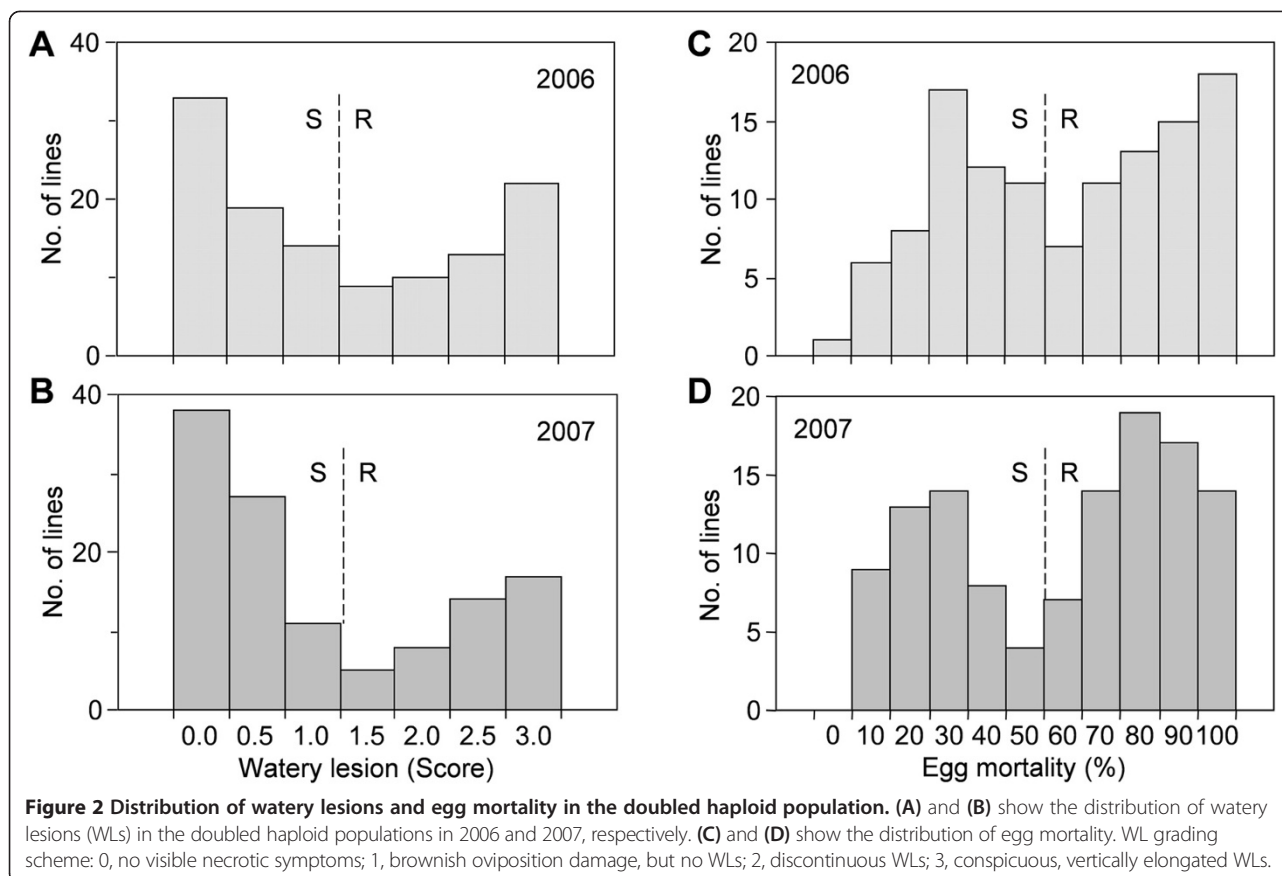 A
40
20
0
No. of lines
2006
S R
B
40
20
0
No. of lines
2007
S R
0.0 0.5 1.0 1.5 2.0 2.5 3.0
Watery lesion (Score)
C
20
15
10
5
0
No. of lines
2006
S R
D
20
15
10
5
0
No. of lines
2007
S R
0 10 20 30 40 50 60 70 80 90 100
Egg mortality (%)
Figure 2 Distribution of watery lesions and egg mortality in the doubled haploid population. (A) and (B) show the distribution of watery
lesions (WLs) in the doubled haploid populations in 2006 and 2007, respectively. (C) and (D) show the distribution of egg mortality. WL grading
scheme: 0, no visible necrotic symptoms; 1, brownish oviposition damage, but no WLs; 2, discontinuous WLs; 3, conspicuous, vertically elongated WLs.